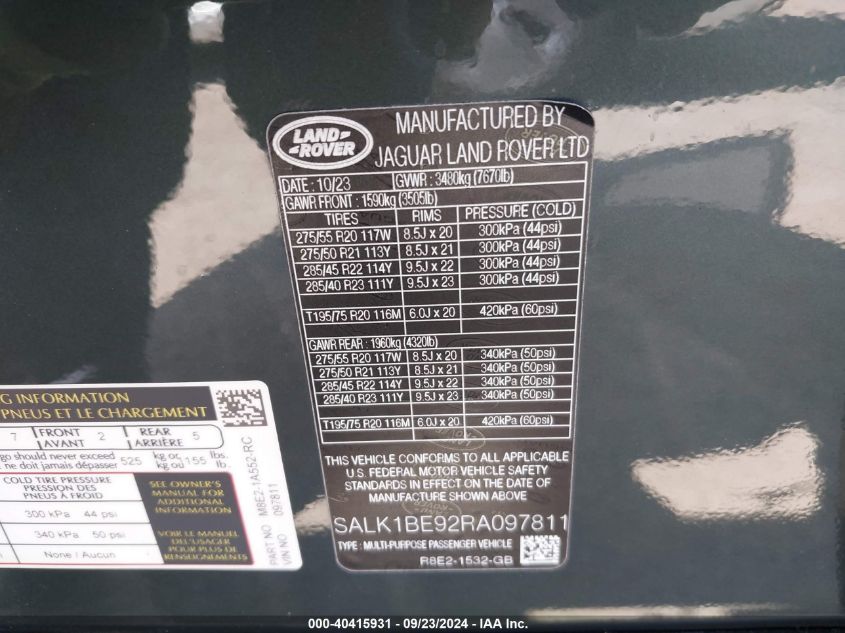 LAND ROVER
MANUFACTURED BY
JAGUAR LAND ROVER LTD
DATE : 10/23 GVWR : 3480kg (7670lb)
GAWR FRONT : 1590kg (3505lb)
TIRES RIMS PRESSURE (COLD)
275/55 R20 117W 8.5J x 20 300kPa (44psi)
275/50 R21 113Y 8.5J x 21 300kPa (44psi)
285/45 R22 114Y 9.5J x 22 300kPa (44psi)
285/40 R23 111Y 9.5J x 23 300kPa (44psi)
T195/75 R20 116M 6.0J x 20 420kPa (60psi)
GAWR REAR : 1960kg (4320lb)
275/55 R20 117W 8.5J x 20 340kPa (50psi)
275/50 R21 113Y 8.5J x 21 340kPa (50psi)
285/45 R22 114Y 9.5J x 22 340kPa (50psi)
285/40 R23 111Y 9.5J x 23 340kPa (50psi)
T195/75 R20 116M 6.0J x 20 420kPa (60psi)
THIS VEHICLE CONFORMS TO ALL APPLICABLE
U.S. FEDERAL MOTOR VEHICLE SAFETY
STANDARDS IN EFFECT ON THE DATE OF
MANUFACTURE SHOWN ABOVE
SALK1BE92RA097811
TYPE : MULTI-PURPOSE PASSENGER VEHICLE
R8E2-1532-GB
INFORMATION
PNEUS ET LE CHARGEMENT
7 FRONT AVANT 2 REAR ARRIÈRE 5
should never exceed 525 kg or 1155 lbs.
ne doit jamais dépasser kg ou lb.
COLD TIRE PRESSURE
PRESSION DES
PNEUS À FROID
300 kPa 44 psi
340 kPa 50 psi
None / Aucun
SEE OWNER'S
MANUAL FOR
ADDITIONAL
INFORMATION
VOIR LE MANUEL
DE L'USAGER
POUR PLUS DE
RENSEIGNEMENTS
PART NO M8E2-1A552-RC
VIN NO 097811
000-40415931 - 09/23/2024 - IAA Inc.